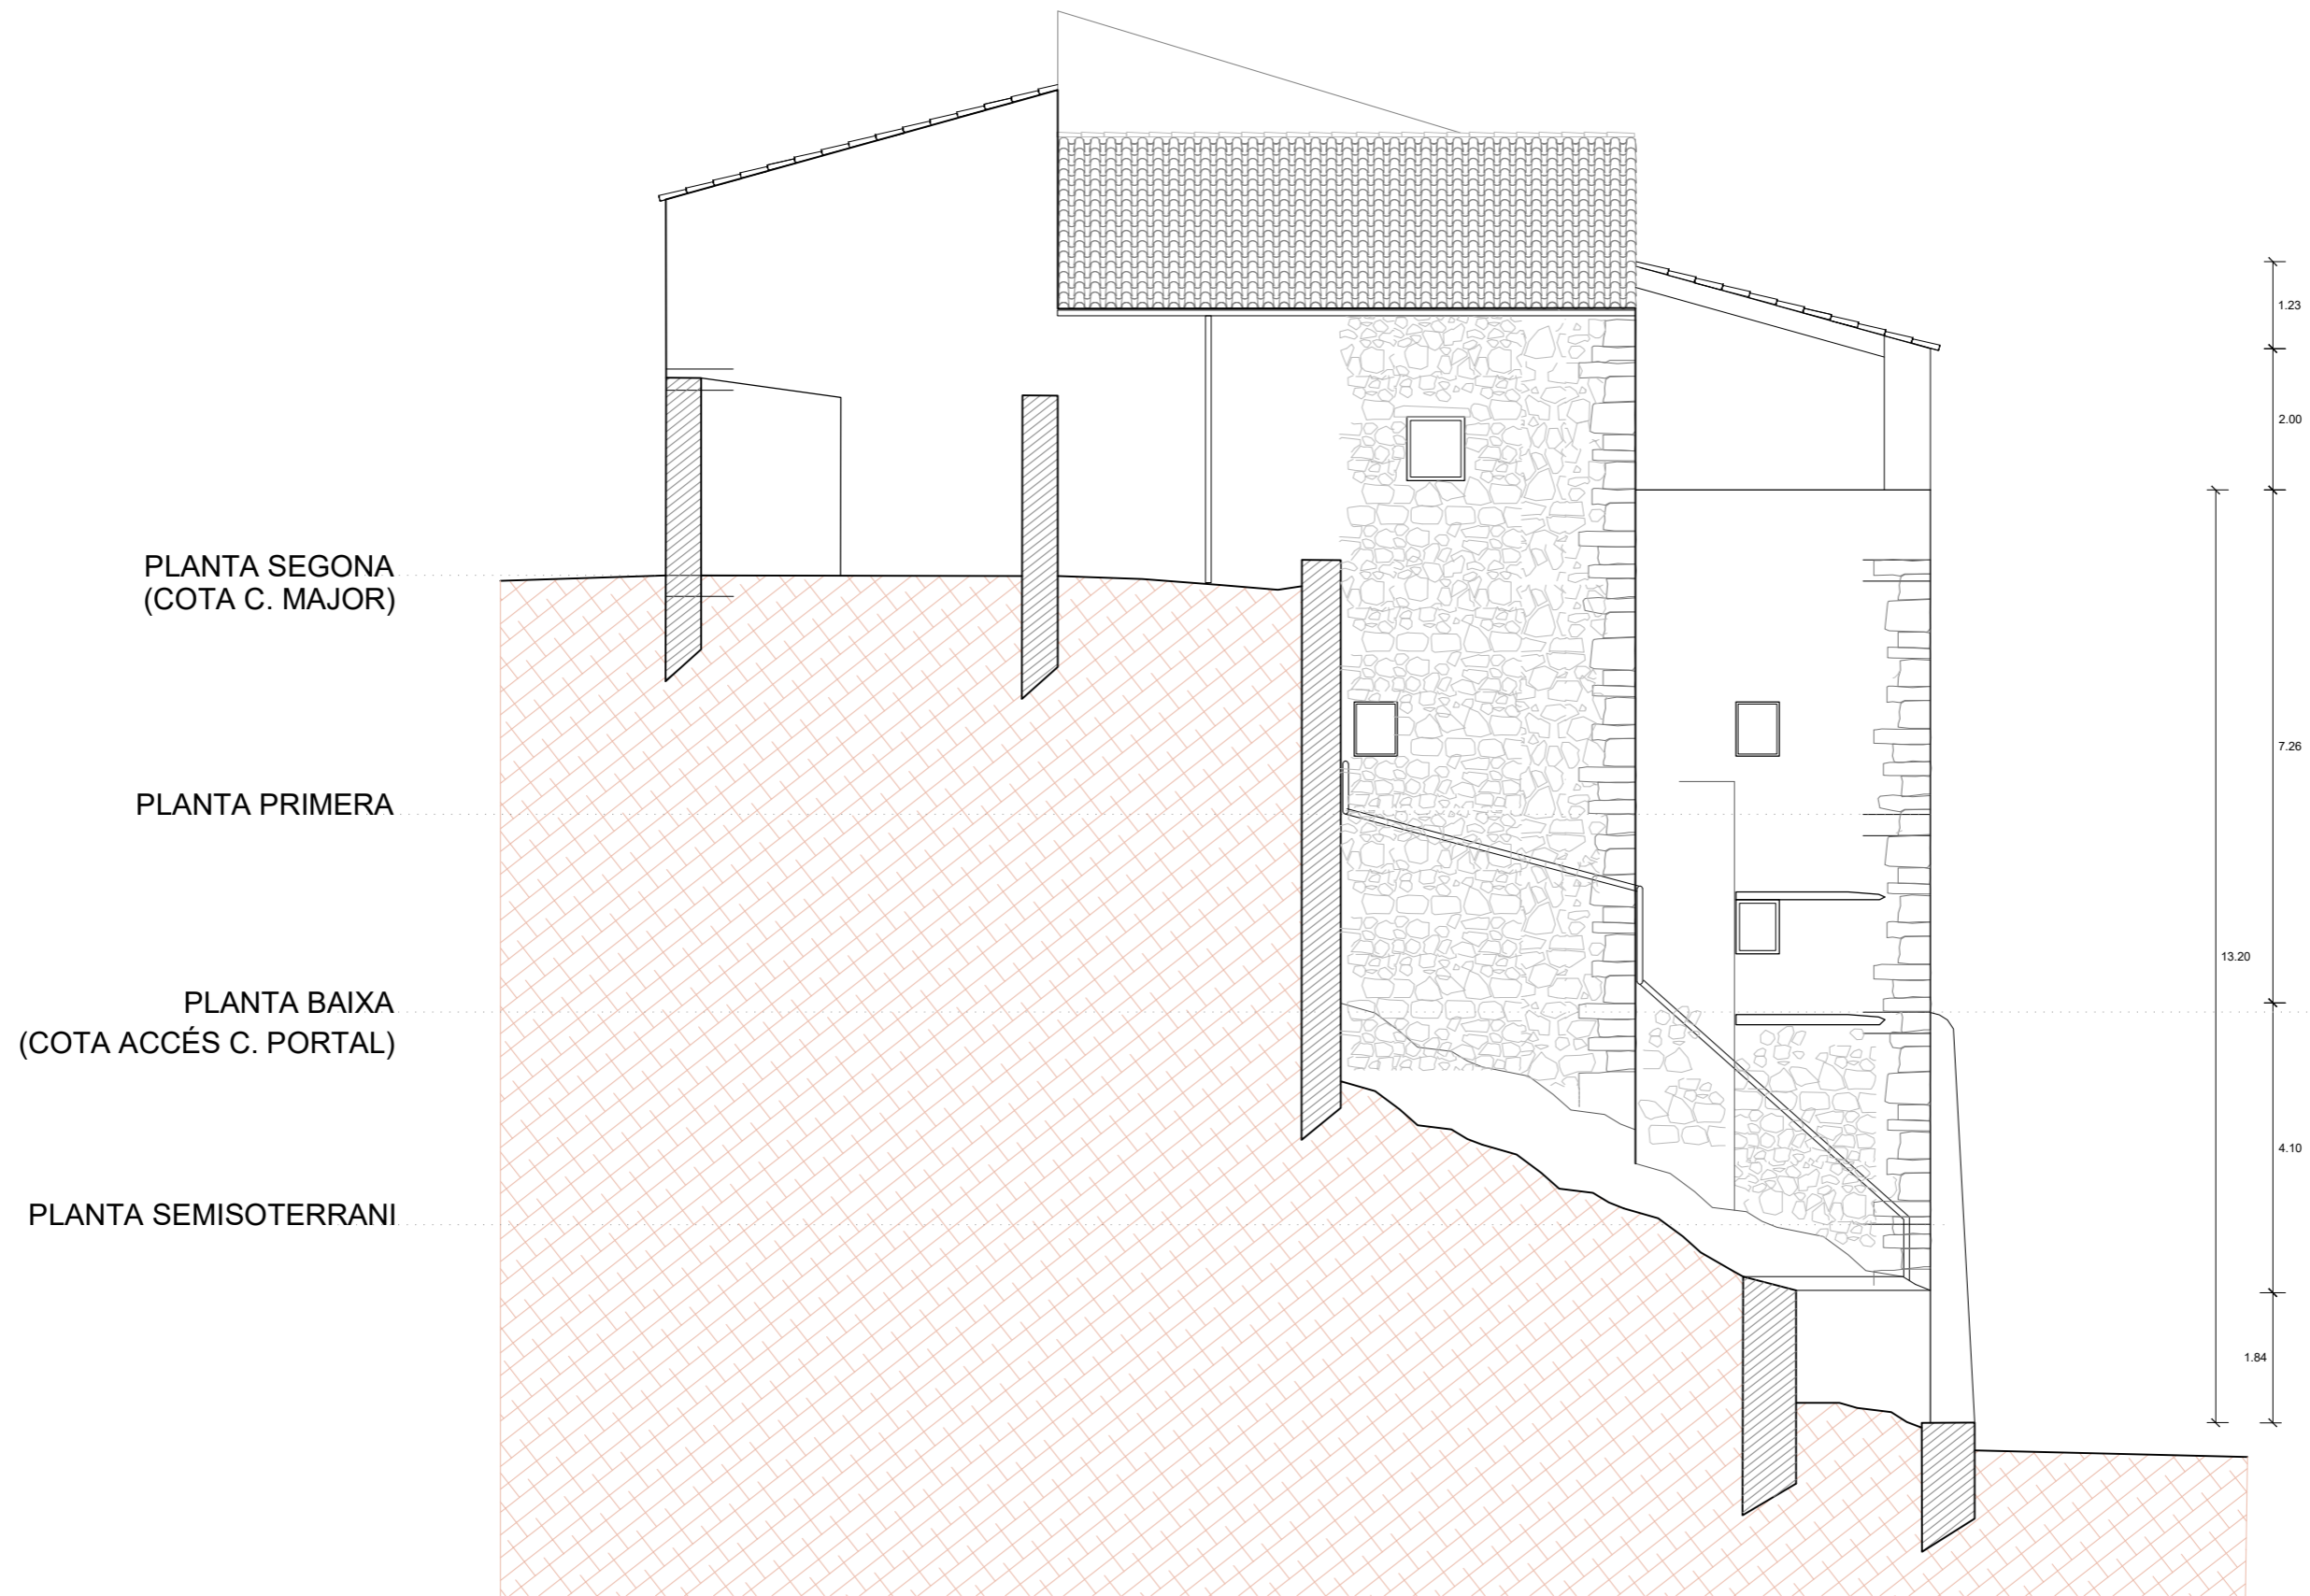 1.23
2.00
PLANTA SEGONA
(COTA C. MAJOR)
7.26
PLANTA PRIMERA
13.20
PLANTA BAIXA
(COTA ACCÉS C. PORTAL)
4.10
PLANTA SEMISOTERRANI
1.84